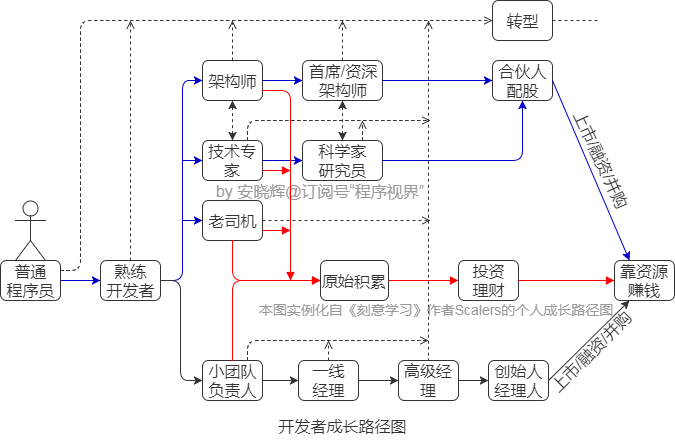 转型
架构师
首席/资深
架构师
合伙人
配股
上市/融资/并购
技术专
家
科学家
研究员
by 安晓辉@订阅号“程序视界”
老司机
普通
程序员
熟练
开发者
原始积累
投资
理财
靠资源
赚钱
本图实例化自《刻意学习》作者Scalers的个人成长路径图
上市/融资/并购
小团队
负责人
一线
经理
高级经
理
创始人
经理人
开发者成长路径图